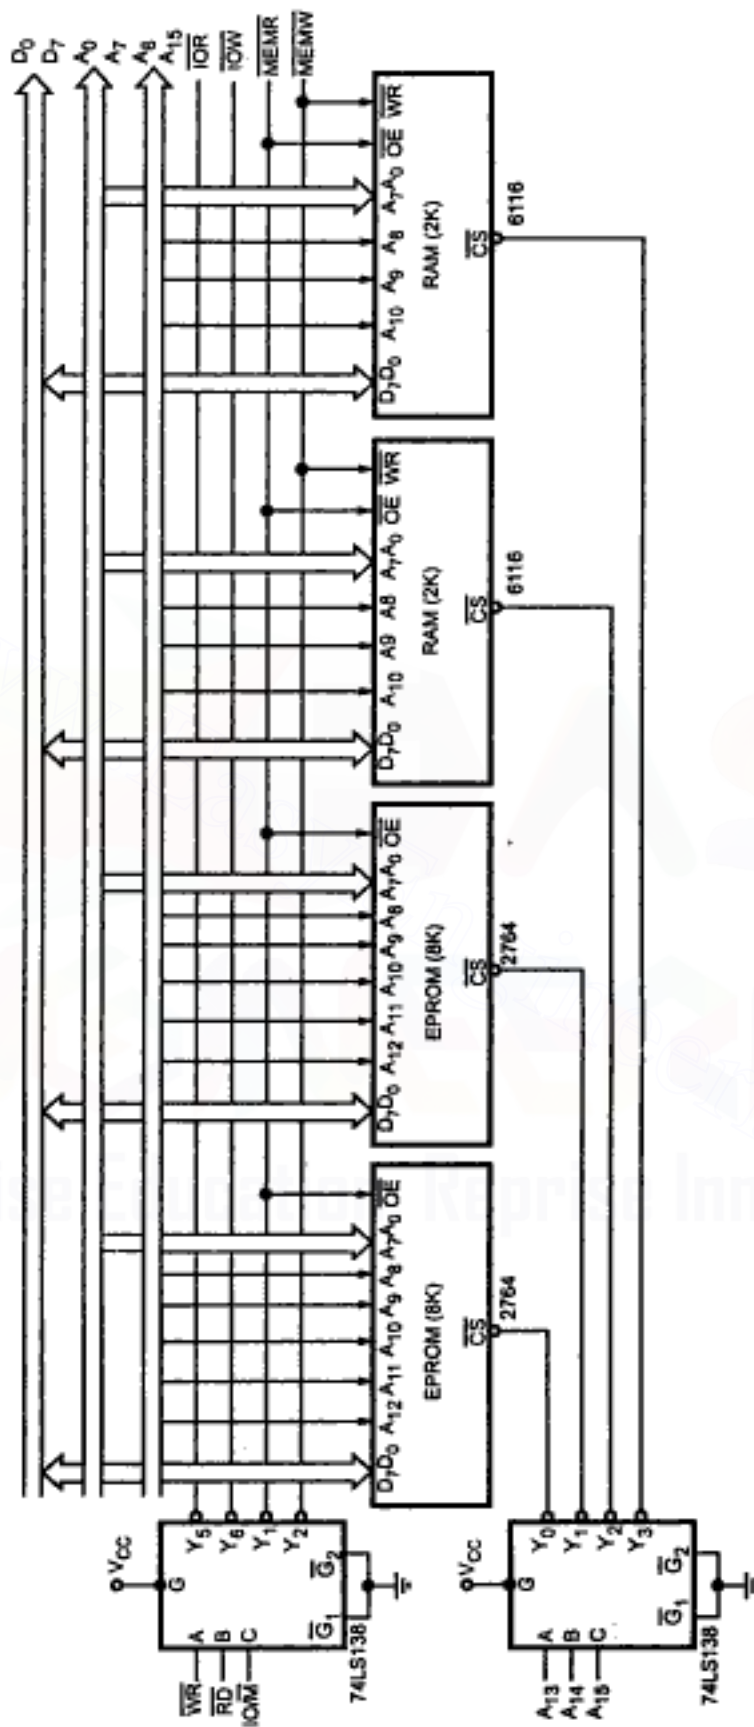 D0
D7
A0
A7
A8
A15
IOR
IOW
MEMR
MEMW
VCC
G
WR A
RD B
IO/M C
G1
G2
Y5
Y6
Y1
Y2
74LS138
D7D0 A12 A11 A10 A9 A8 A7A0 OE
EPROM (8K)
CS
2764
D7D0 A12 A11 A10 A9 A8 A7A0 OE
EPROM (8K)
CS
2764
D7D0 A10 A9 A8 A7A0 OE WR
RAM (2K)
CS
6116
D7D0 A10 A9 A8 A7A0 OE WR
RAM (2K)
CS
6116
VCC
G
A13 A
A14 B
A15 C
G1
G2
Y0
Y1
Y2
Y3
74LS138